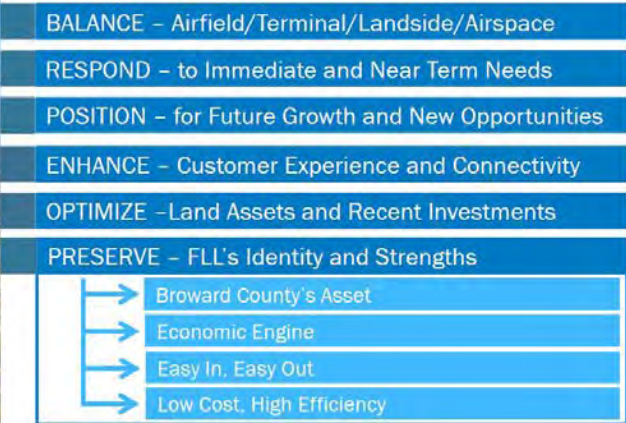 BALANCE – Airfield/Terminal/Landside/Airspace
RESPOND – to Immediate and Near Term Needs
POSITION – for Future Growth and New Opportunities
ENHANCE – Customer Experience and Connectivity
OPTIMIZE –Land Assets and Recent Investments
PRESERVE – FLL's Identity and Strengths
Broward County's Asset
Economic Engine
Easy In, Easy Out
Low Cost, High Efficiency